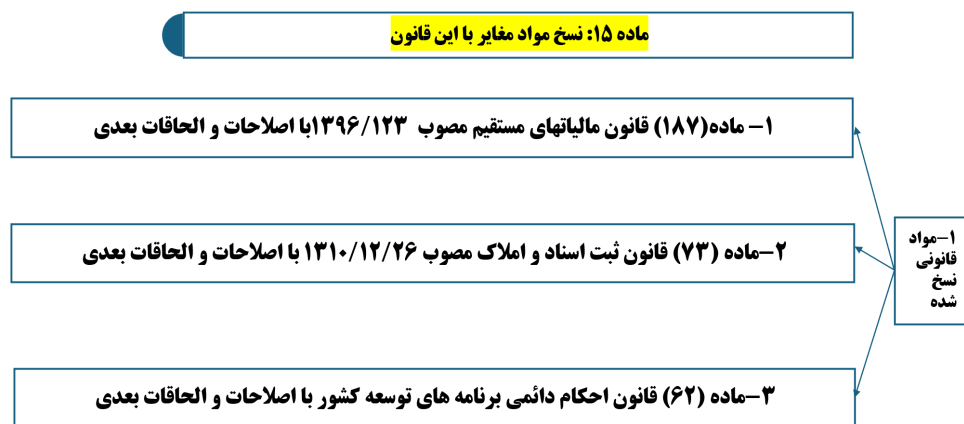 ماده ۱۵: نسخ مواد مغایر با این قانون
۱– ماده(۱۸۷) قانون مالیاتهای مستقیم مصوب ۱۳۹۶/۱۲۳با اصلاحات و الحاقات بعدی
۱–مواد
قانونی
نسخ
شده
۲–ماده (۷۳) قانون ثبت اسناد و املاک مصوب ۱۳۱۰/۱۲/۲۶ با اصلاحات و الحاقات بعدی
۳–ماده (۶۲) قانون احکام دائمی برنامه های توسعه کشور با اصلاحات و الحاقات بعدی